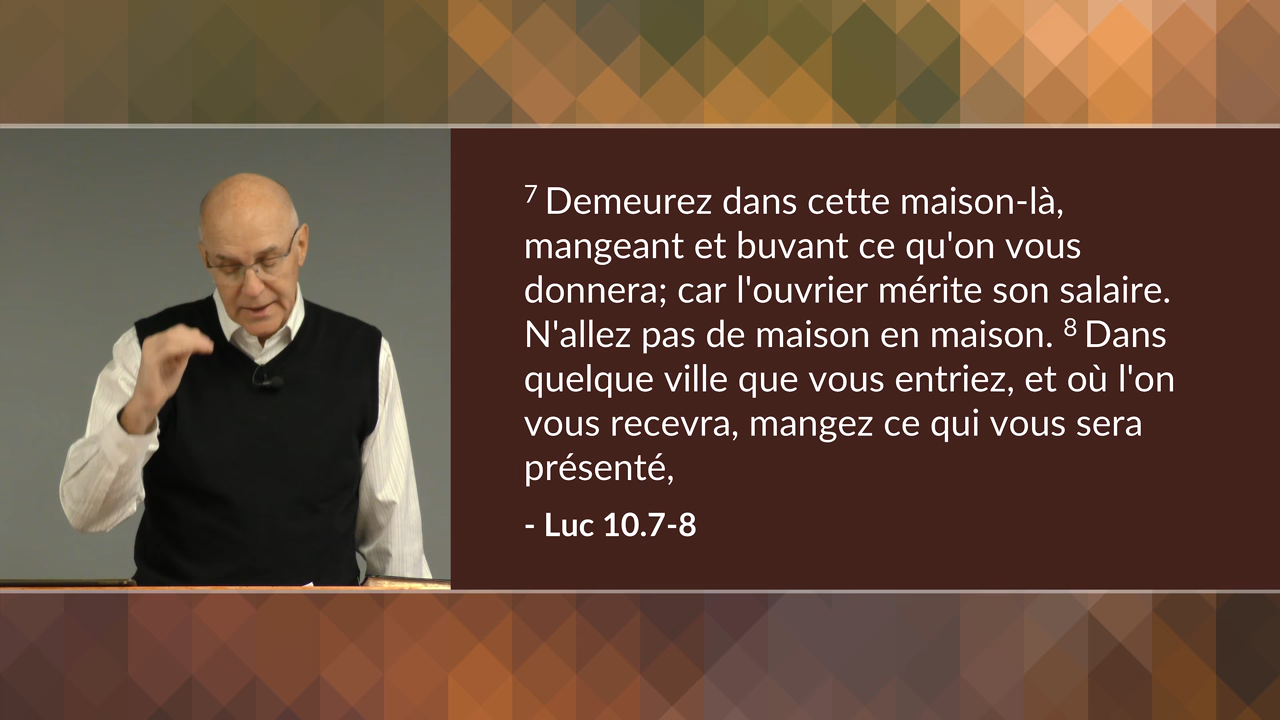 7 Demeurez dans cette maison-là,
mangeant et buvant ce qu'on vous
donnera; car l'ouvrier mérite son salaire.
N'allez pas de maison en maison. 8 Dans
quelque ville que vous entriez, et où l'on
vous recevra, mangez ce qui vous sera
présenté,
- Luc 10.7-8